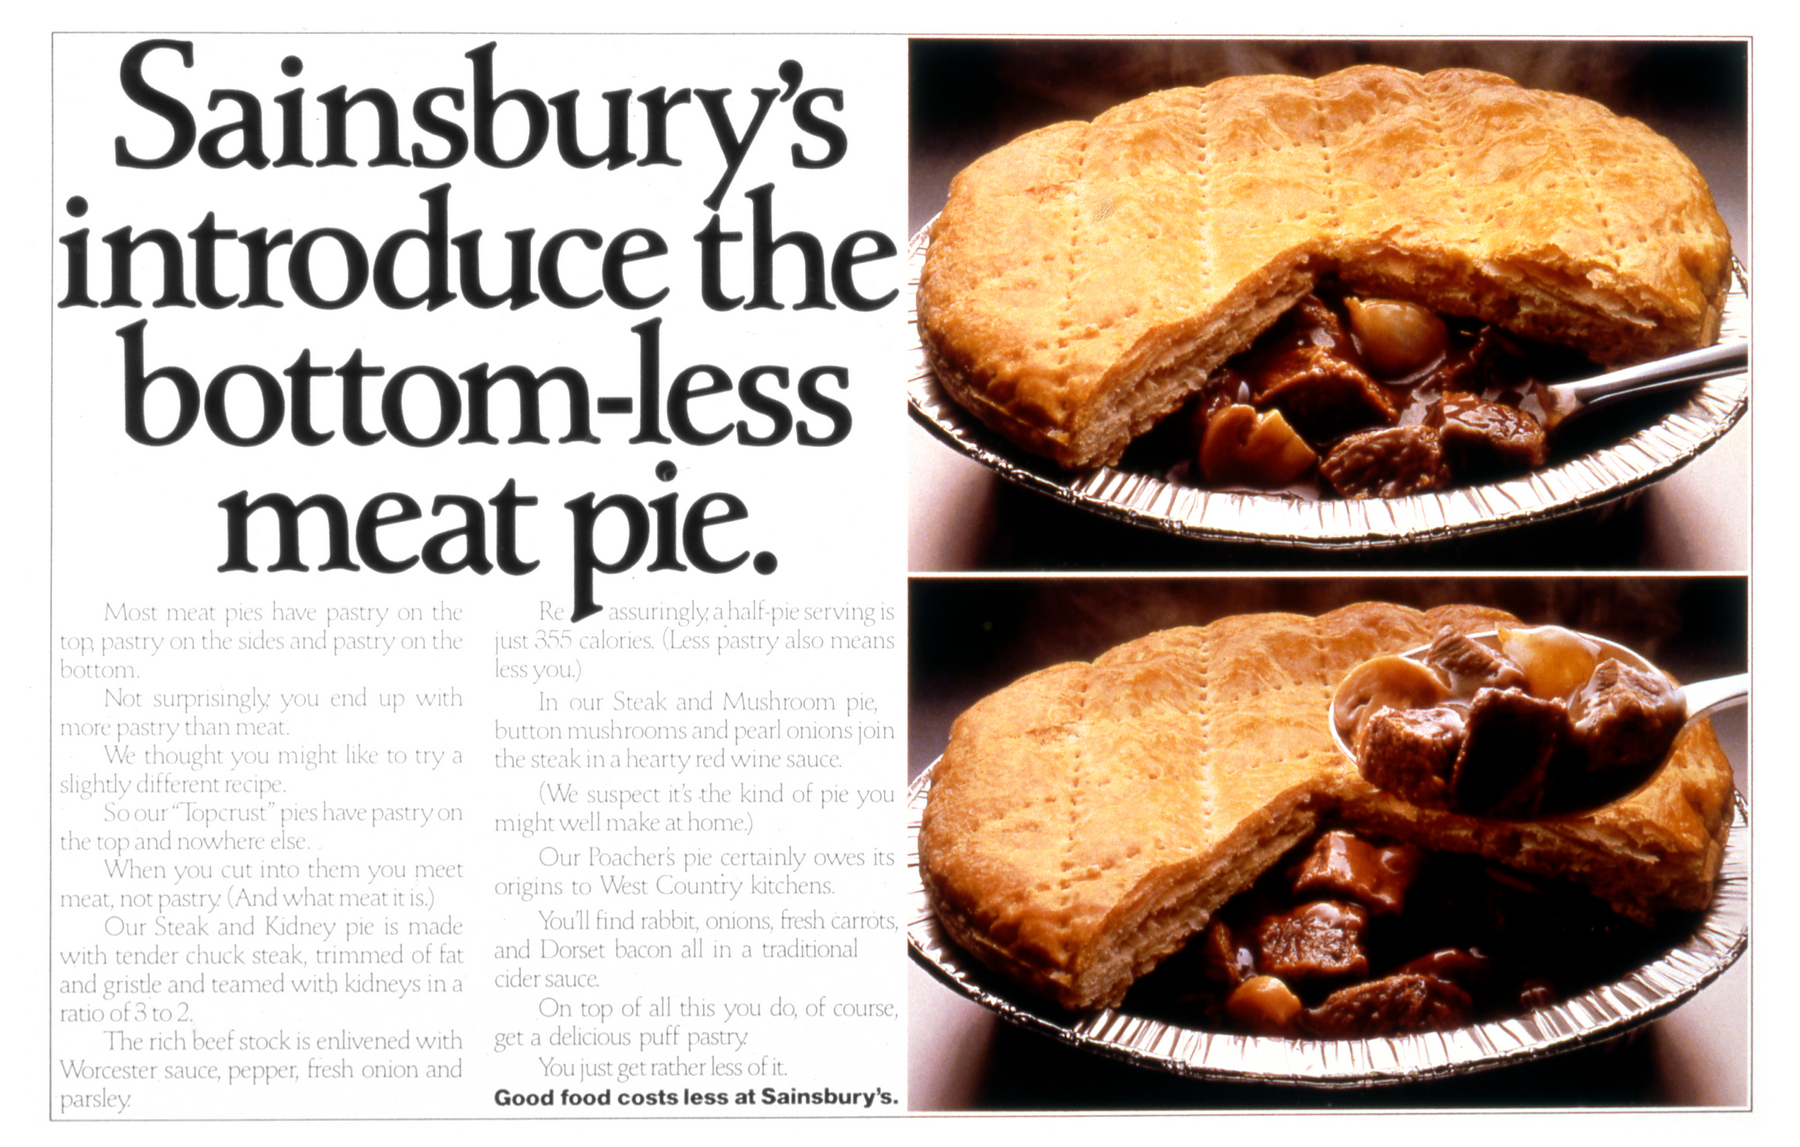 Sainsbury's
introduce the
bottom-less
meat pie.
Most meat pies have pastry on the
top, pastry on the sides and pastry on the
bottom.
Not surprisingly, you end up with
more pastry than meat.
We thought you might like to try a
slightly different recipe.
So our "Topcrust" pies have pastry on
the top and nowhere else.
When you cut into them you meet
meat, not pastry. (And what meat it is.)
Our Steak and Kidney pie is made
with tender chuck steak, trimmed of fat
and gristle and teamed with kidneys in a
ratio of 3 to 2.
The rich beef stock is enlivened with
Worcester sauce, pepper, fresh onion and
parsley.
Re assuringly, a half-pie serving is
just 355 calories. (Less pastry also means
less you.)
In our Steak and Mushroom pie,
button mushrooms and pearl onions join
the steak in a hearty red wine sauce.
(We suspect it's the kind of pie you
might well make at home.)
Our Poacher's pie certainly owes its
origins to West Country kitchens.
You'll find rabbit, onions, fresh carrots,
and Dorset bacon all in a traditional
cider sauce.
On top of all this you do, of course,
get a delicious puff pastry.
You just get rather less of it.
Good food costs less at Sainsbury's.